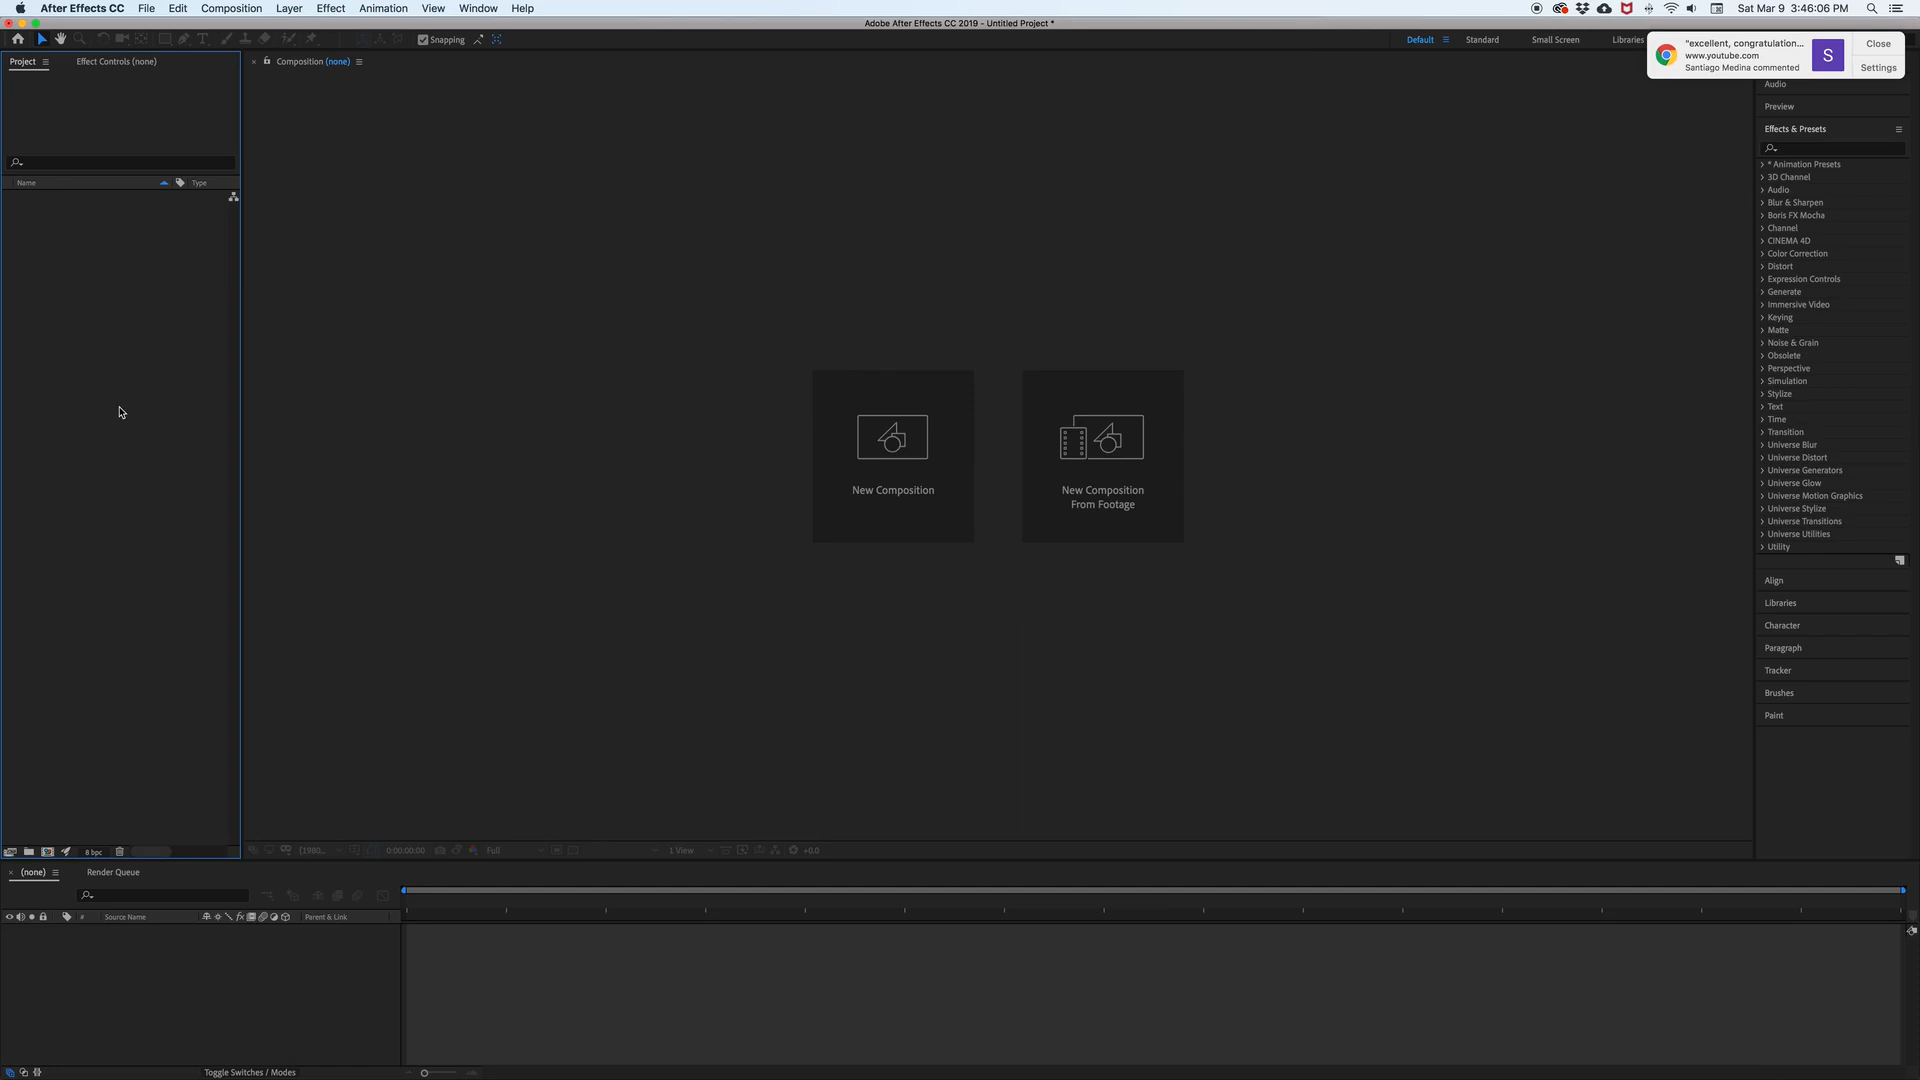 After Effects CC File Edit Composition Layer Effect Animation View Window Help
Sat Mar 9 3:46:06 PM
Adobe After Effects CC 2019 - Untitled Project *
Snapping
Default
Standard
Small Screen
Libraries
"excellent, congratulation...
www.youtube.com
Santiago Medina commented
S
Close
Settings
Project
Effect Controls (none)
Composition (none)
Name
Type
New Composition
New Composition
From Footage
Audio
Preview
Effects & Presets
* Animation Presets
3D Channel
Audio
Blur & Sharpen
Boris FX Mocha
Channel
CINEMA 4D
Color Correction
Distort
Expression Controls
Generate
Immersive Video
Keying
Matte
Noise & Grain
Obsolete
Perspective
Simulation
Stylize
Text
Time
Transition
Universe Blur
Universe Distort
Universe Generators
Universe Glow
Universe Motion Graphics
Universe Stylize
Universe Transitions
Universe Utilities
Utility
Align
Libraries
Character
Paragraph
Tracker
Brushes
Paint
8 bpc
(1980...
0:00:00:00
Full
1 View
+0.0
(none)
Render Queue
# Source Name
Parent & Link
Toggle Switches / Modes